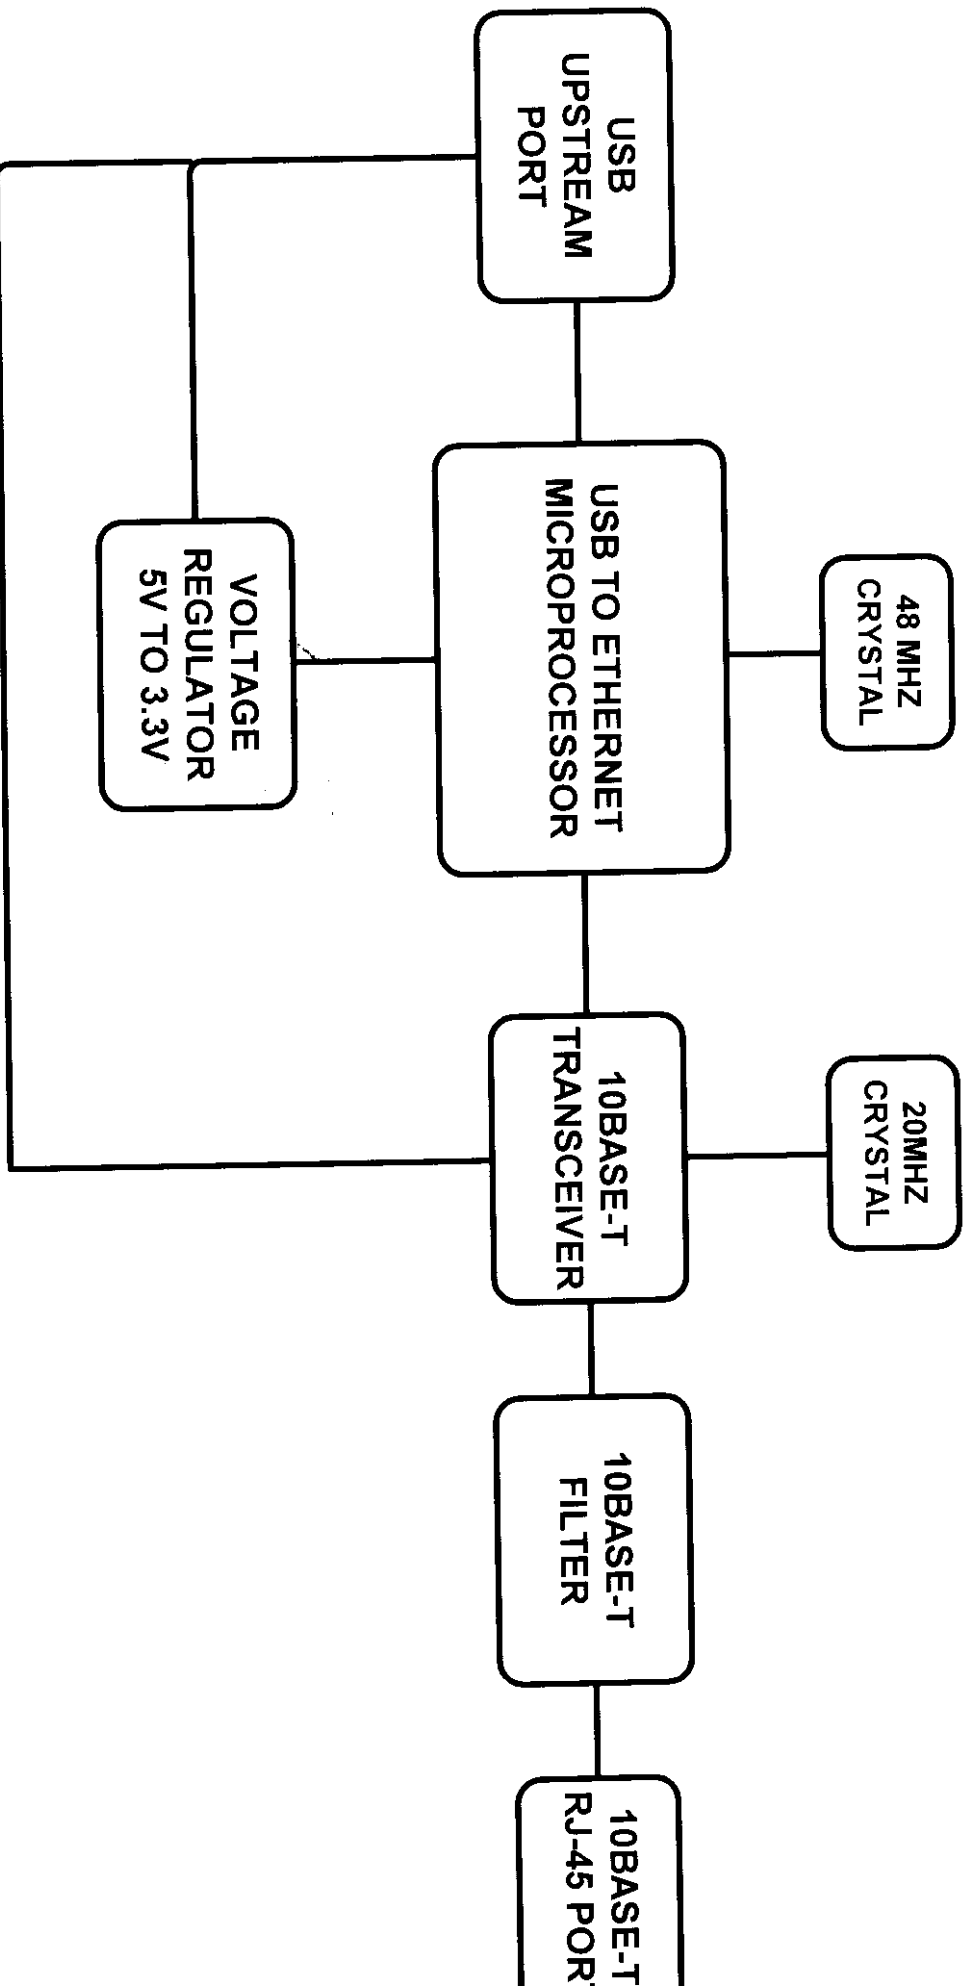 48 MHZ
CRYSTAL
20MHZ
CRYSTAL
USB
UPSTREAM
PORT
USB TO ETHERNET
MICROPROCESSOR
10BASE-T
TRANSCEIVER
10BASE-T
FILTER
10BASE-T
RJ-45 PORT
VOLTAGE
REGULATOR
5V TO 3.3V